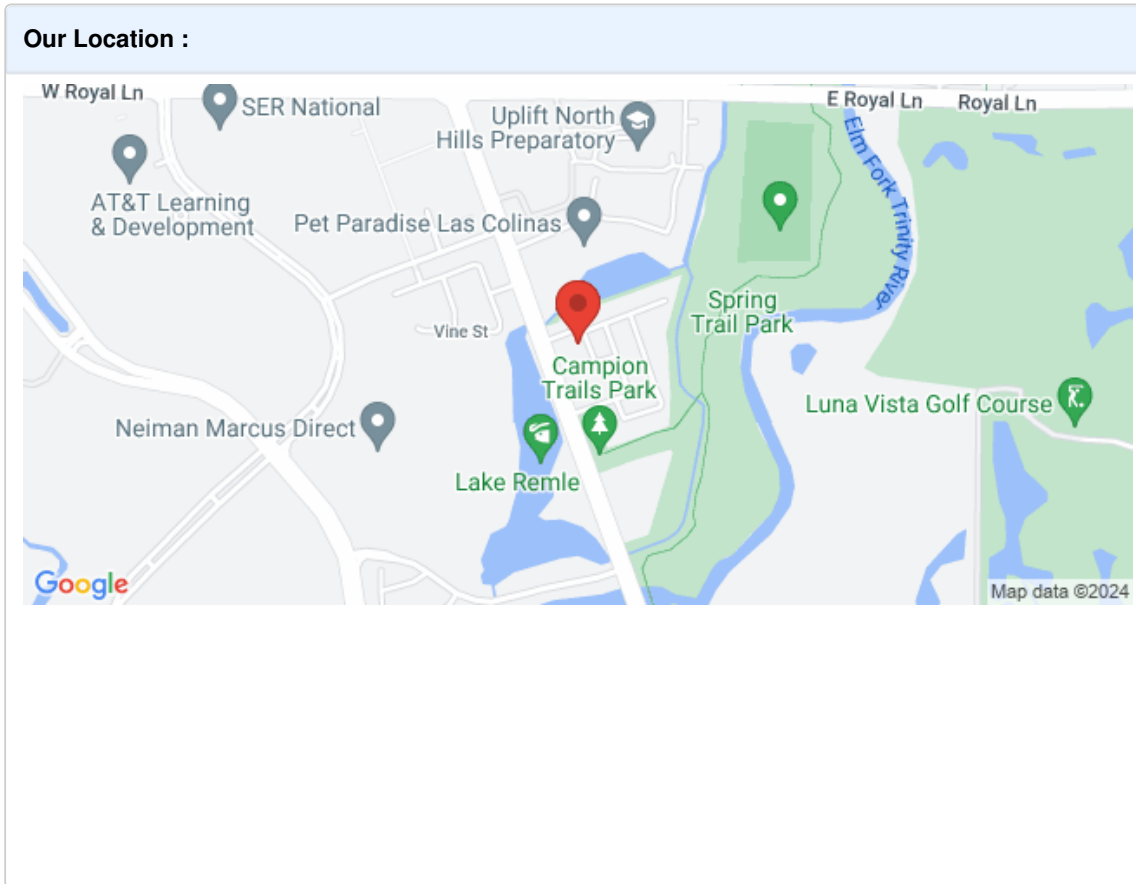 Our Location :
W Royal Ln
SER National
Uplift North
Hills Preparatory
E Royal Ln
Royal Ln
Elm Fork Trinity River
AT&T Learning
& Development
Pet Paradise Las Colinas
Spring
Trail Park
Vine St
Campion
Trails Park
Luna Vista Golf Course
Neiman Marcus Direct
Lake Remle
Google
Map data ©2024